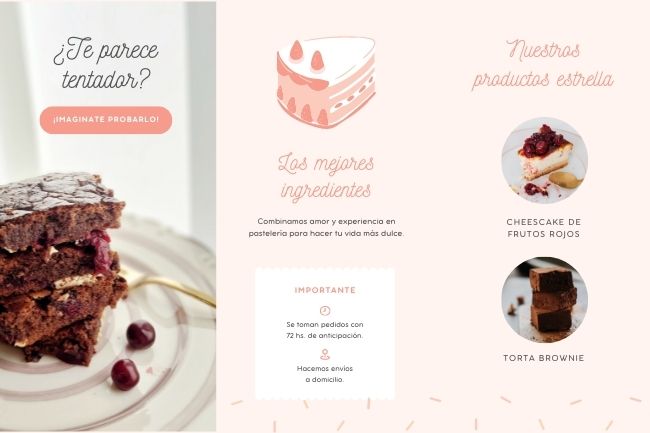 ¿Te parece
tentador?
¡IMAGINATE PROBARLO!
Los mejores
ingredientes
Combinamos amor y experiencia en
pastelería para hacer tu vida más dulce.
IMPORTANTE
Se toman pedidos con
72 hs. de anticipación.
Hacemos envíos
a domicilio.
Nuestros
productos estrella
CHEESCAKE DE
FRUTOS ROJOS
TORTA BROWNIE